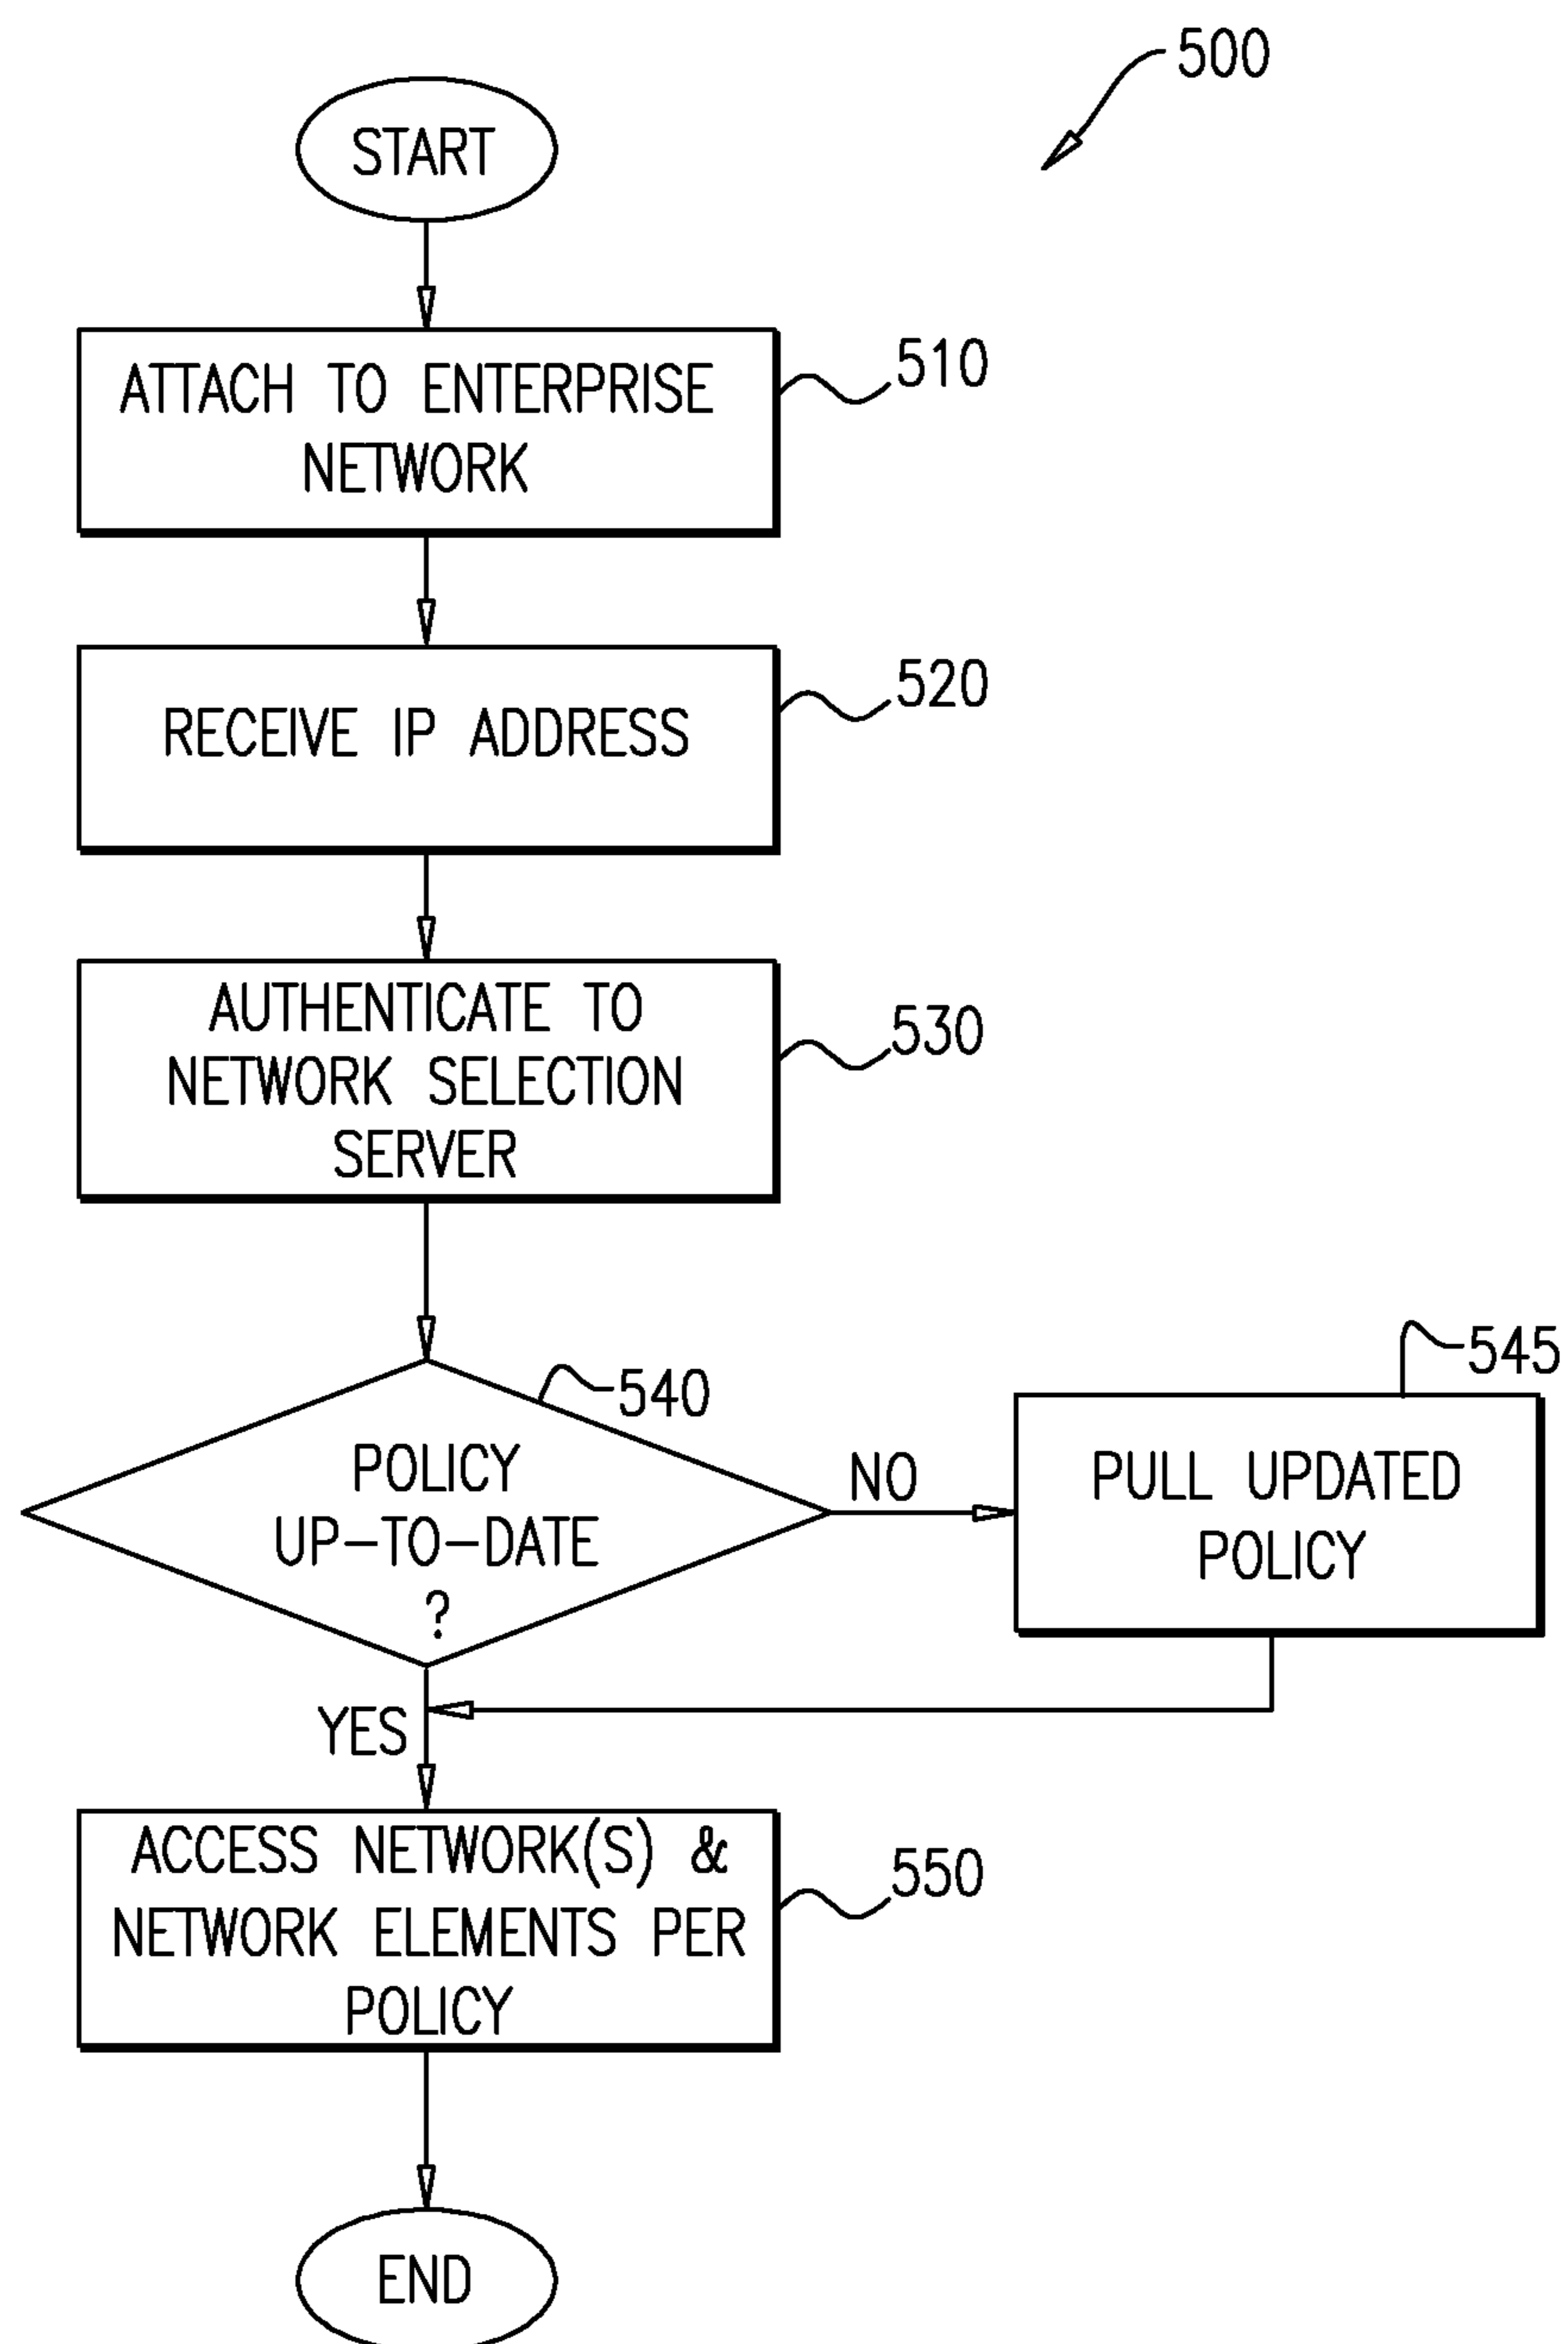 500
START
ATTACH TO ENTERPRISE
NETWORK
510
RECEIVE IP ADDRESS
520
AUTHENTICATE TO
NETWORK SELECTION
SERVER
530
540
POLICY
UP-TO-DATE
?
NO
545
PULL UPDATED
POLICY
YES
ACCESS NETWORK(S) &
NETWORK ELEMENTS PER
POLICY
550
END